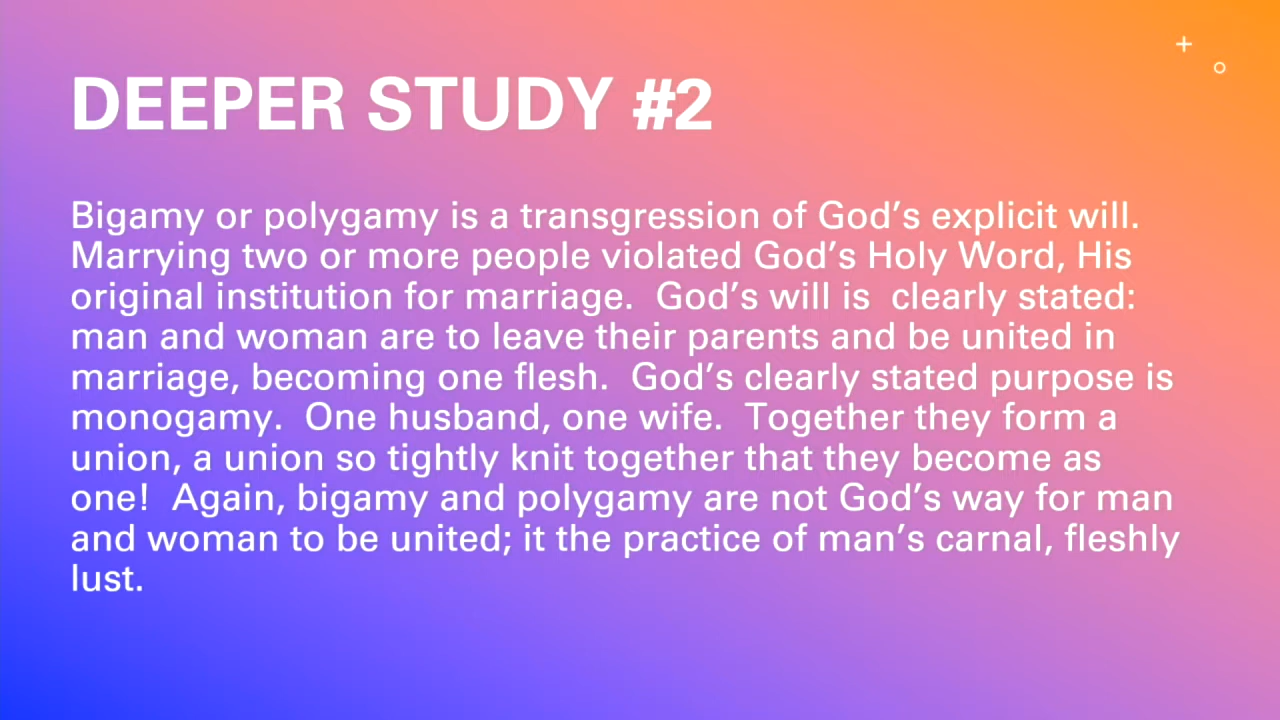 DEEPER STUDY #2
Bigamy or polygamy is a transgression of God’s explicit will.
Marrying two or more people violated God’s Holy Word, His
original institution for marriage.  God’s will is  clearly stated:
man and woman are to leave their parents and be united in
marriage, becoming one flesh.  God’s clearly stated purpose is
monogamy.  One husband, one wife.  Together they form a
union, a union so tightly knit together that they become as
one!  Again, bigamy and polygamy are not God’s way for man
and woman to be united; it the practice of man’s carnal, fleshly
lust.